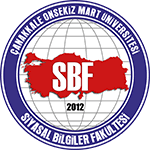 ÇANAKKALE ONSEKİZ MART ÜNİVERSİTESİ
SBF
2012
SİYASAL BİLGİLER FAKÜLTESİ